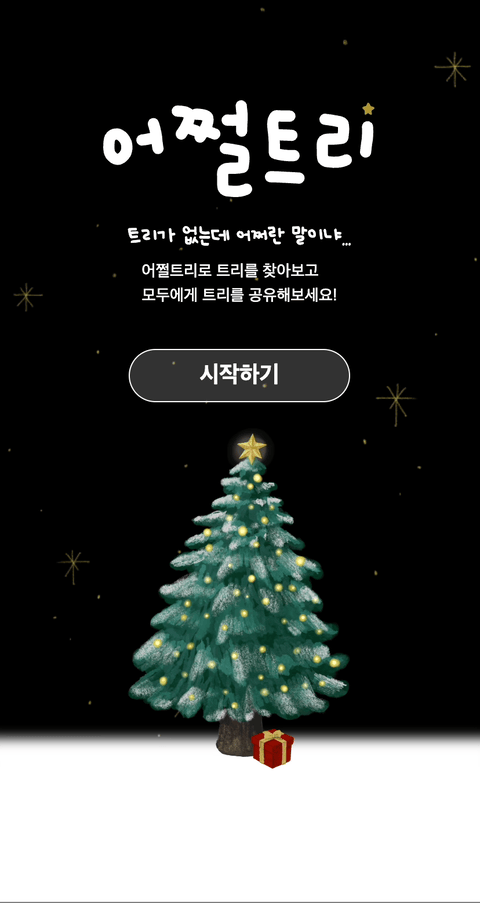 어쩔트리
트리가 없는데 어쩌란 말이냐...
어쩔트리로 트리를 찾아보고
모두에게 트리를 공유해보세요!
시작하기